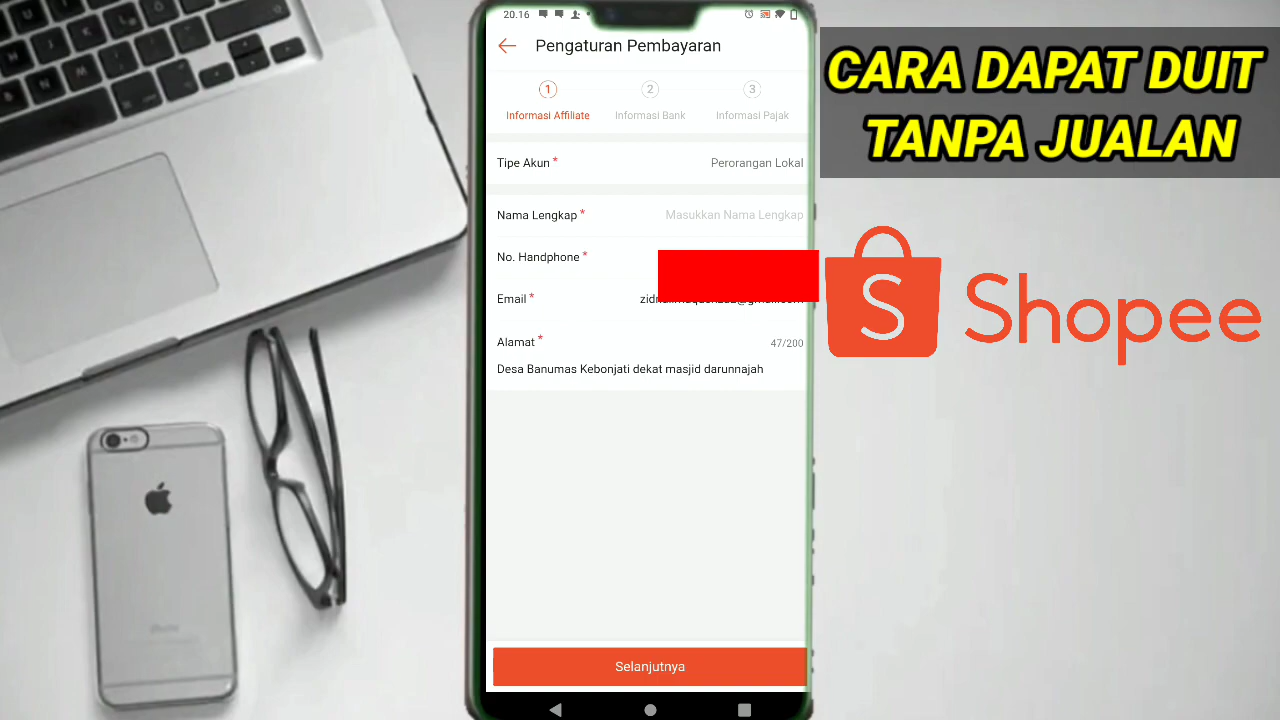 20.16
Pengaturan Pembayaran
1 2 3
Informasi Affiliate Informasi Bank Informasi Pajak
Tipe Akun * Perorangan Lokal
Nama Lengkap * Masukkan Nama Lengkap
No. Handphone *
Email *
Alamat * 47/200
Desa Banumas Kebonjati dekat masjid darunnajah
Selanjutnya
CARA DAPAT DUIT
TANPA JUALAN
S Shopee